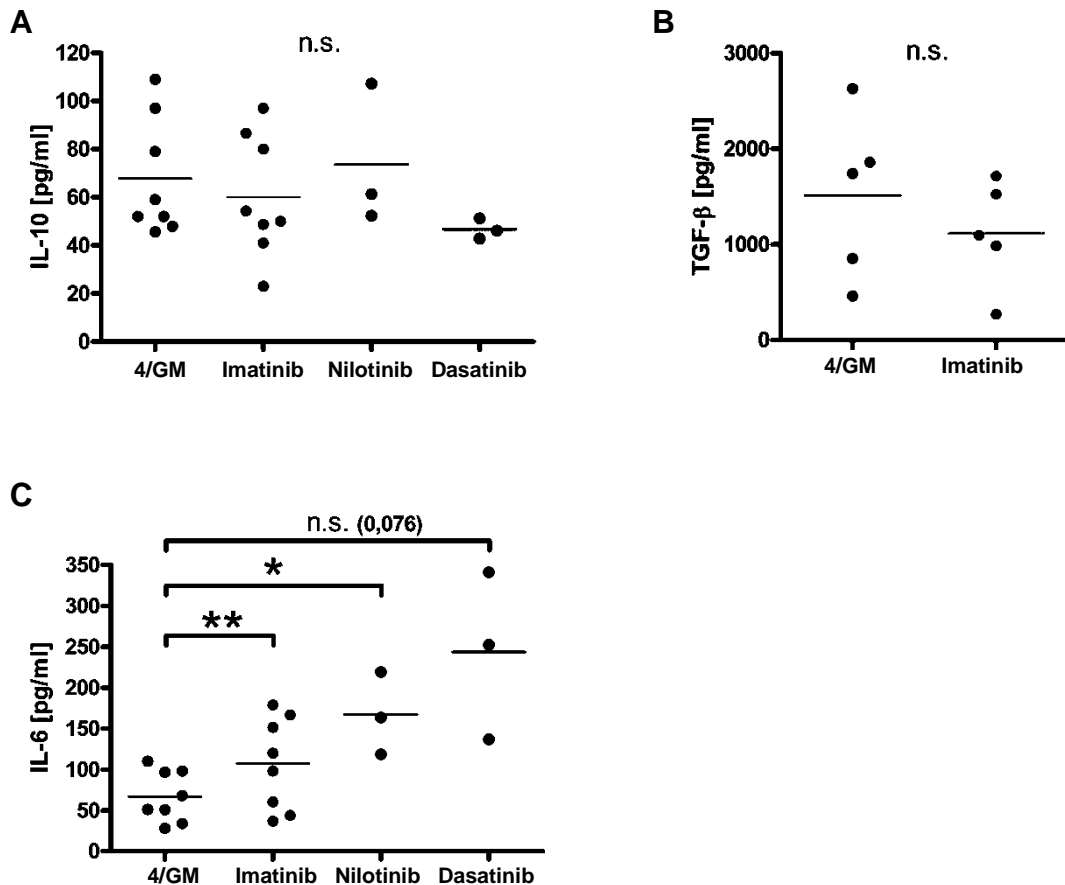 A
n.s.
IL-10 [pg/ml]
120
100
80
60
40
20
0
4/GM Imatinib Nilotinib Dasatinib
B
n.s.
TGF-β [pg/ml]
3000
2000
1000
0
4/GM Imatinib
C
n.s. (0,076)
*
**
IL-6 [pg/ml]
350
300
250
200
150
100
50
0
4/GM Imatinib Nilotinib Dasatinib